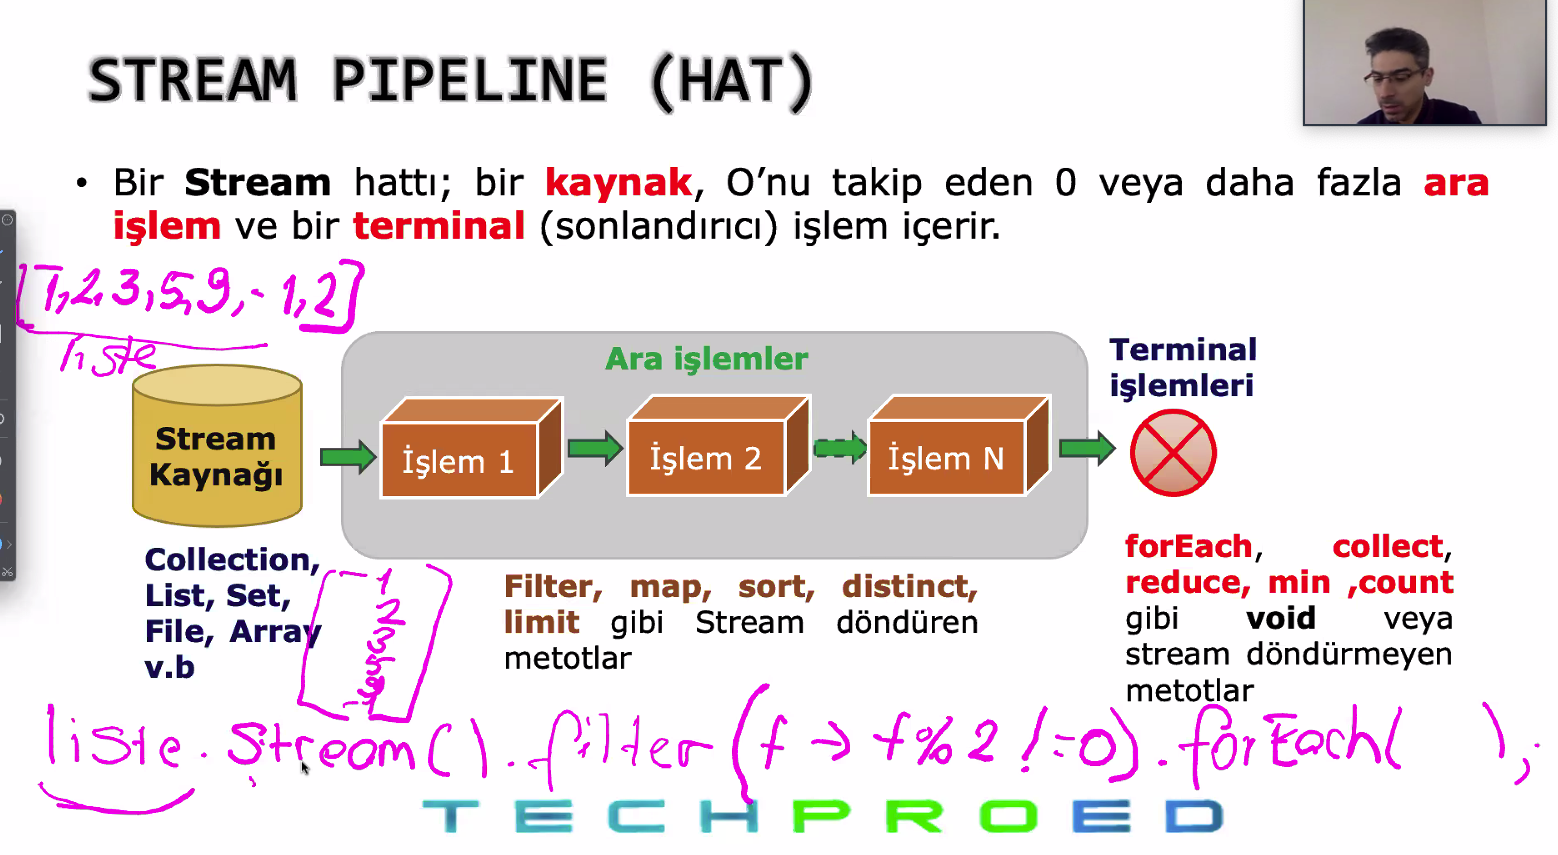 STREAM PIPELINE (HAT)
• Bir Stream hattı; bir kaynak, O’nu takip eden 0 veya daha fazla ara
işlem ve bir terminal (sonlandırıcı) işlem içerir.
[1,2,3,5,9,-1,2]
liste
Ara işlemler
Terminal
işlemleri
Stream
Kaynağı
İşlem 1
İşlem 2
İşlem N
Collection,
List, Set,
File, Array
v.b
1
2
3
Filter, map, sort, distinct,
limit gibi Stream döndüren
metotlar
forEach, collect,
reduce, min ,count
gibi void veya
stream döndürmeyen
metotlar
liste.stream().filter(t→t%2!=0).forEach( );
TECHPROED